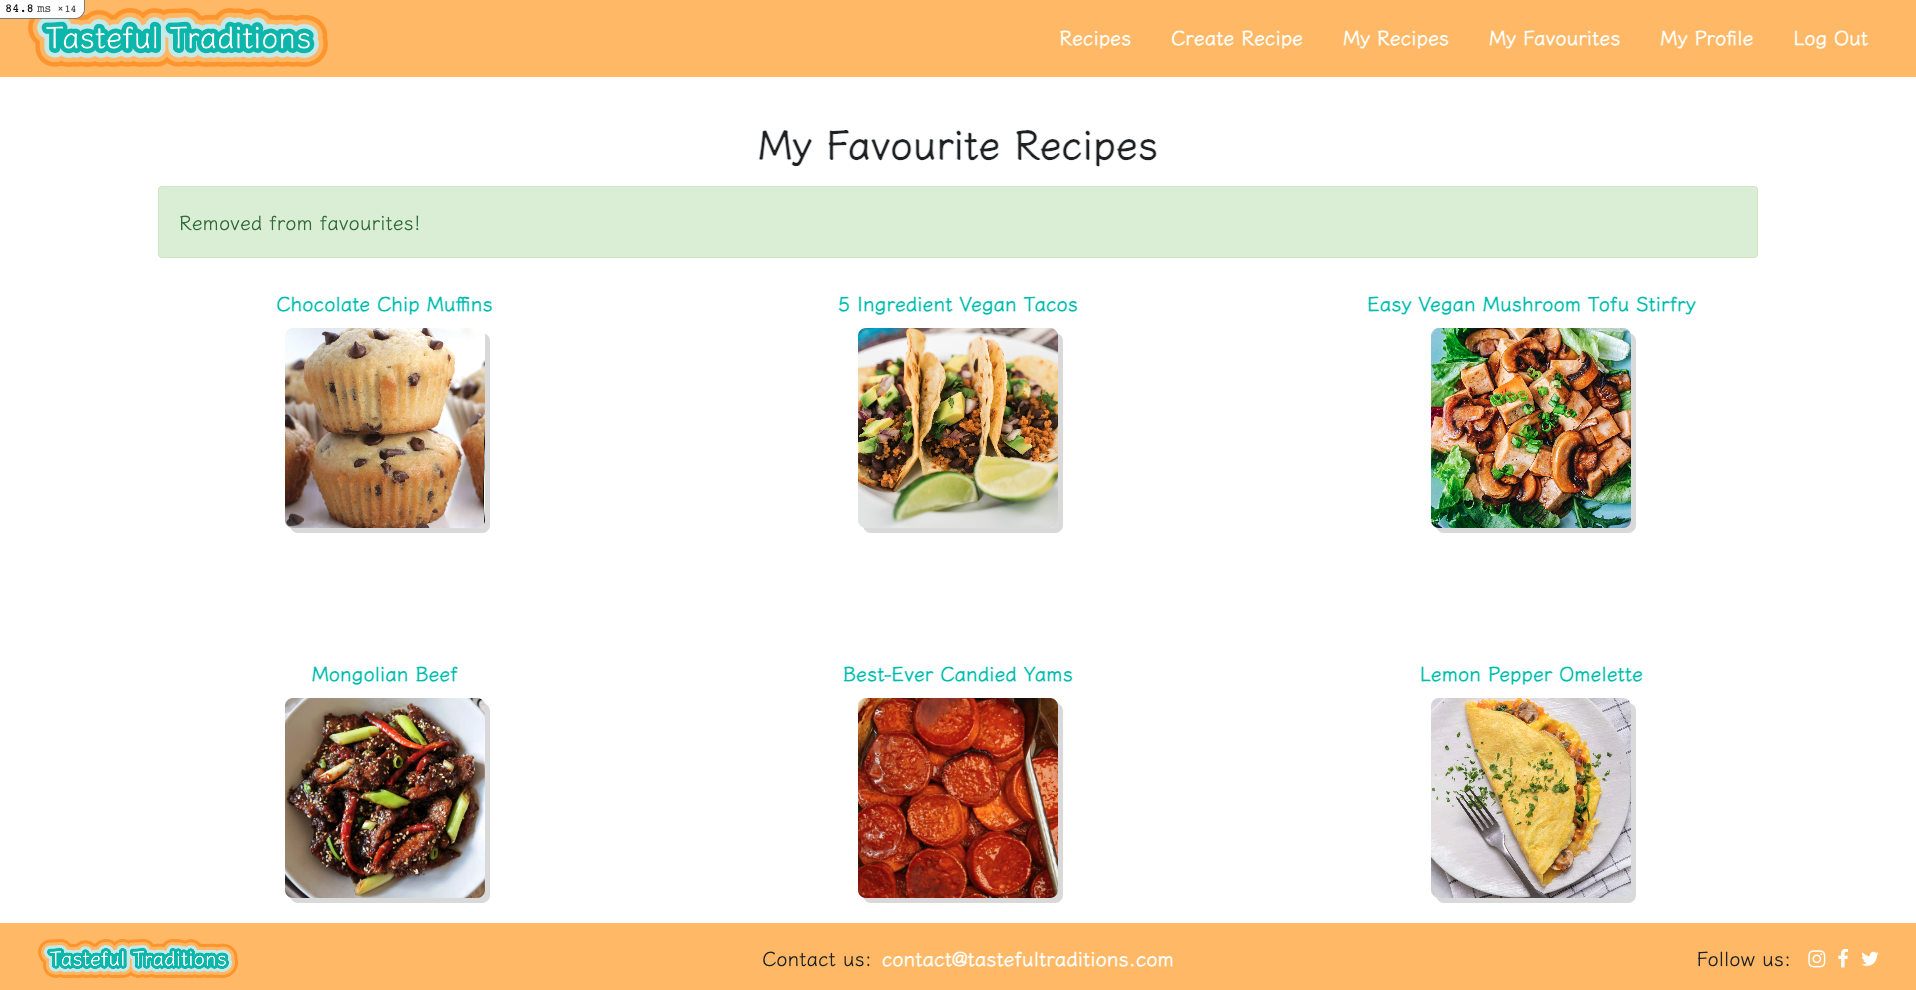 84.8 ms ×14
Tasteful Traditions
Recipes
Create Recipe
My Recipes
My Favourites
My Profile
Log Out
My Favourite Recipes
Removed from favourites!
Chocolate Chip Muffins
5 Ingredient Vegan Tacos
Easy Vegan Mushroom Tofu Stirfry
Mongolian Beef
Best-Ever Candied Yams
Lemon Pepper Omelette
Tasteful Traditions
Contact us: contact@tastefultraditions.com
Follow us: